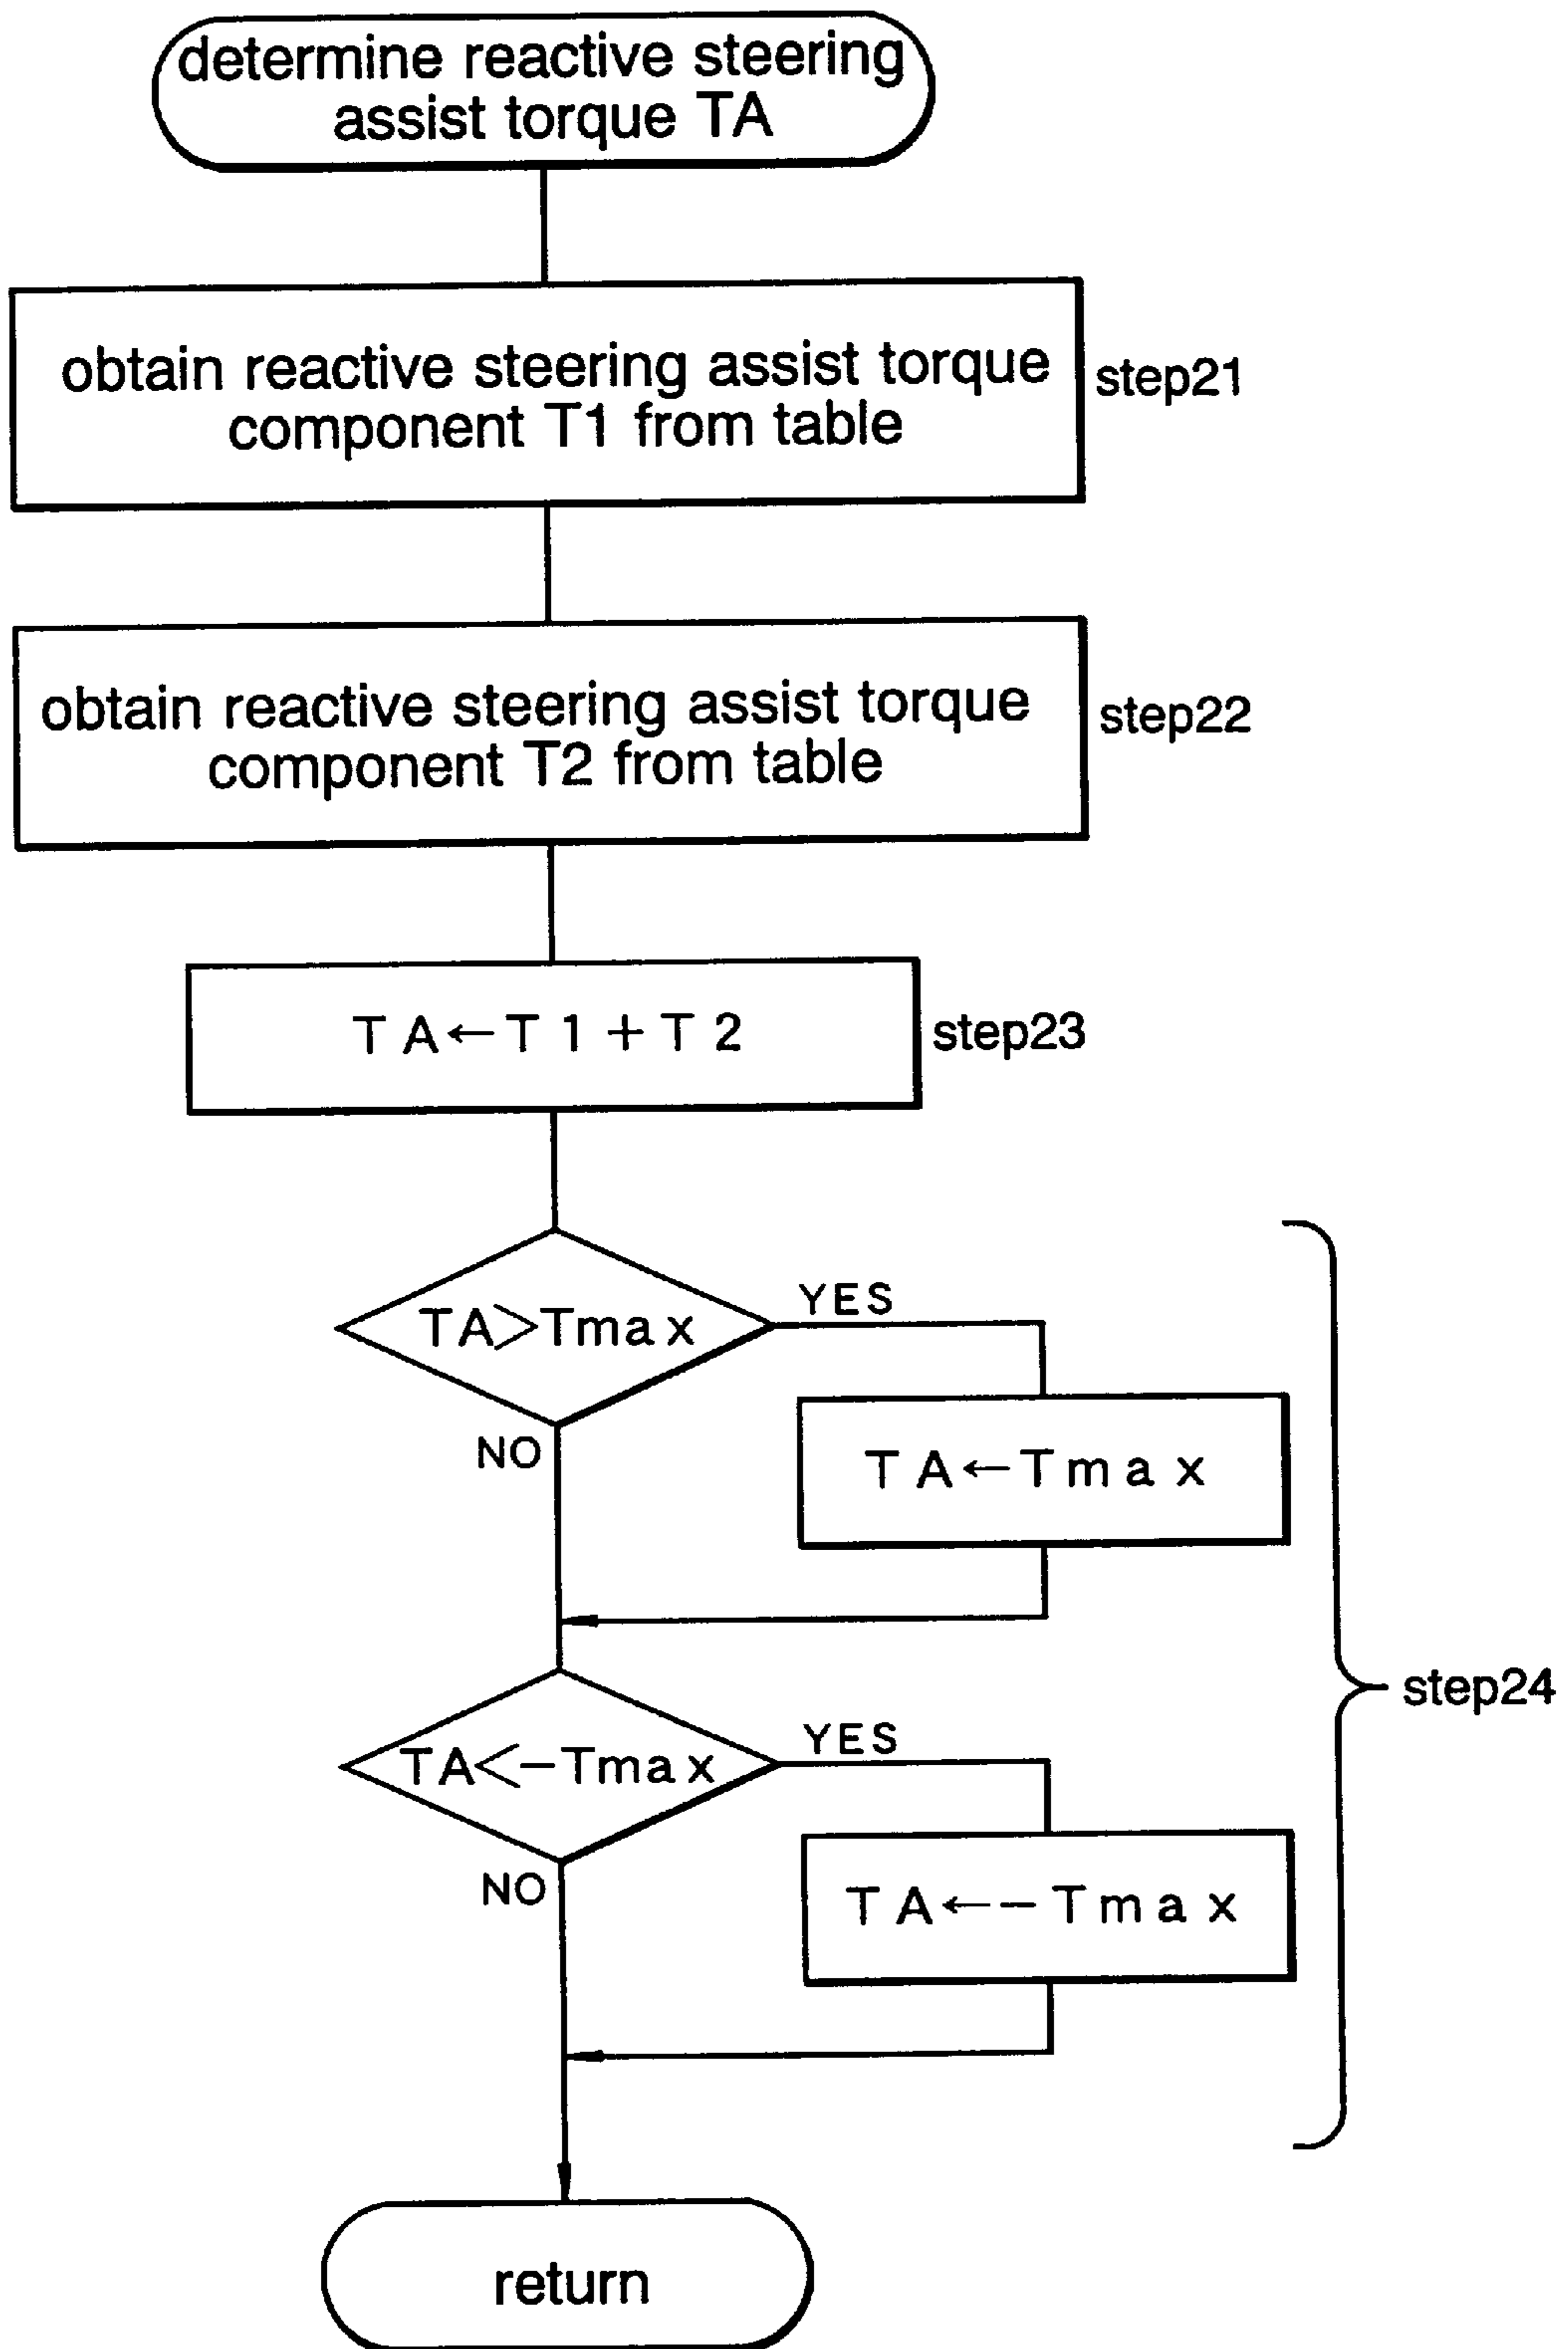 determine reactive steering
assist torque TA
obtain reactive steering assist torque
component T1 from table
step21
obtain reactive steering assist torque
component T2 from table
step22
TA←T1+T2
step23
TA>Tmax
YES
NO
TA←Tmax
TA<-Tmax
YES
NO
TA←-Tmax
step24
return